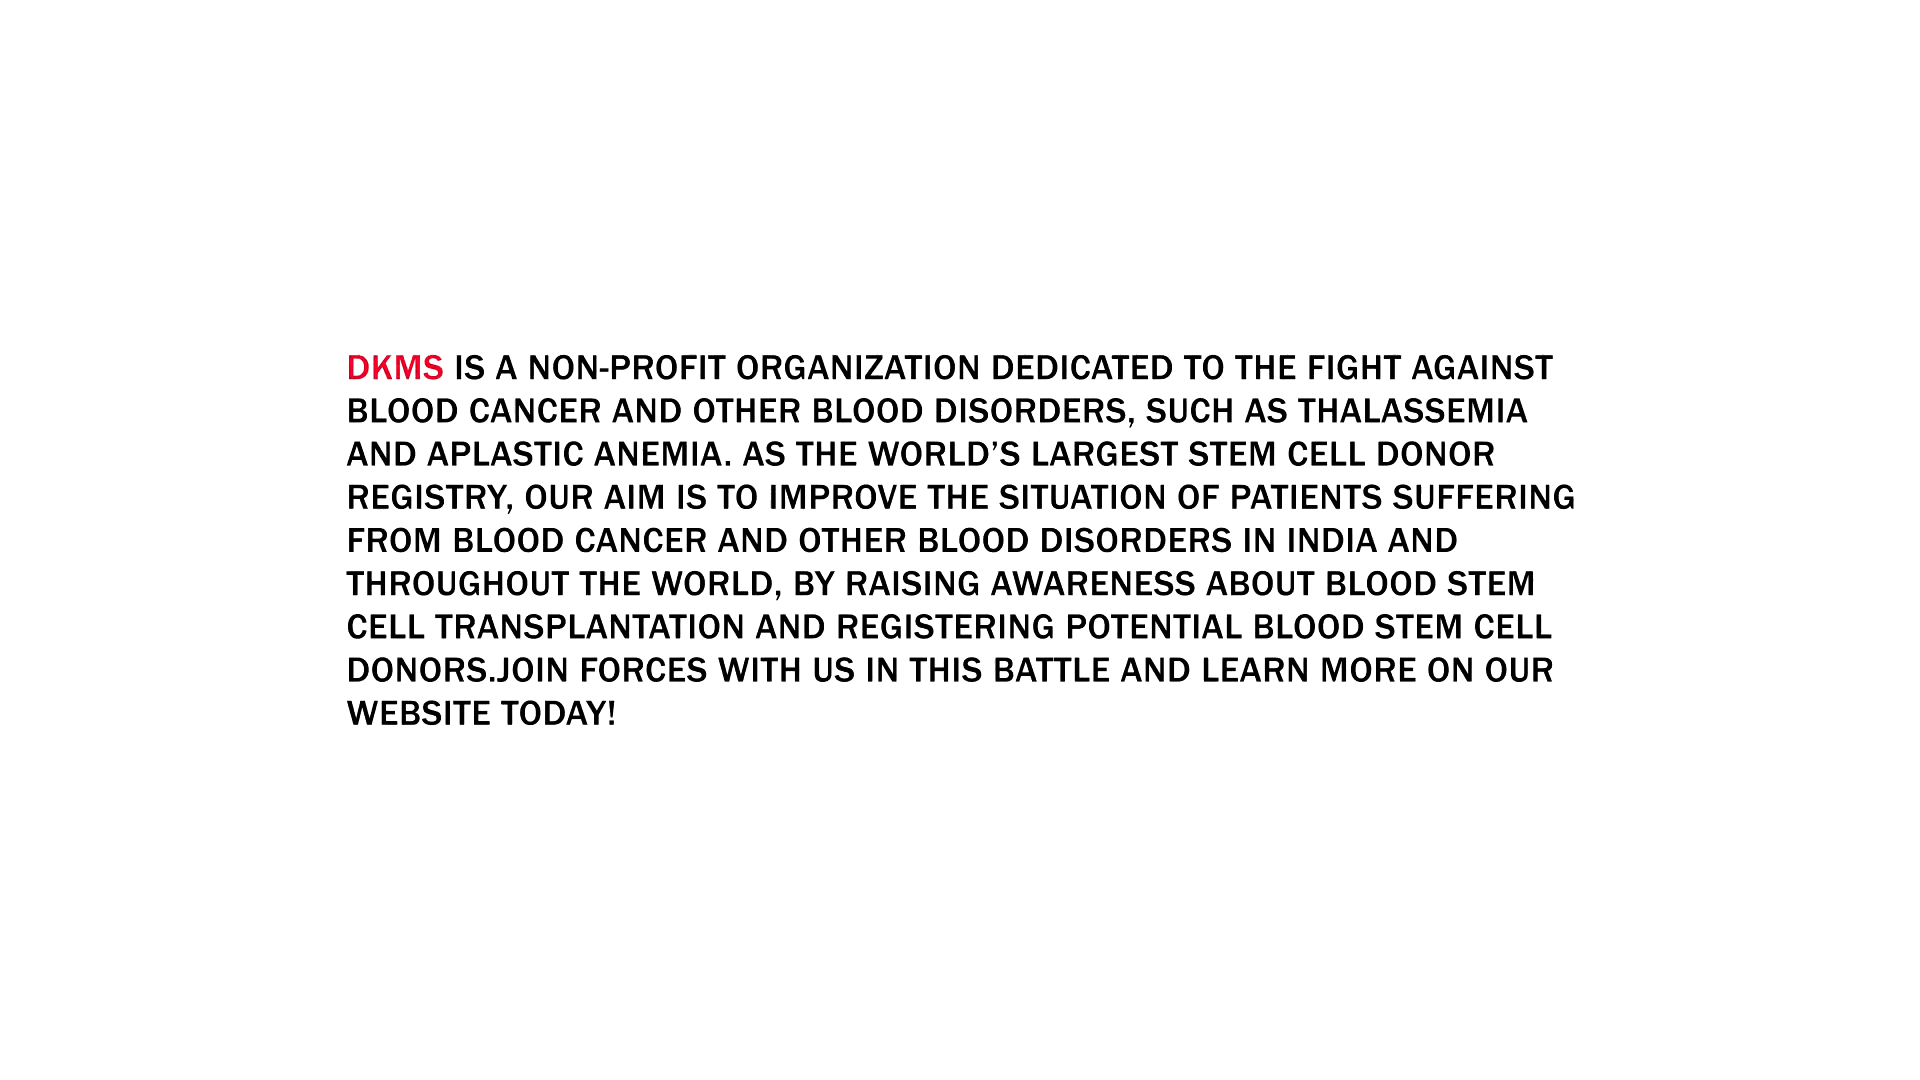 DKMS IS A NON-PROFIT ORGANIZATION DEDICATED TO THE FIGHT AGAINST
BLOOD CANCER AND OTHER BLOOD DISORDERS, SUCH AS THALASSEMIA
AND APLASTIC ANEMIA. AS THE WORLD’S LARGEST STEM CELL DONOR
REGISTRY, OUR AIM IS TO IMPROVE THE SITUATION OF PATIENTS SUFFERING
FROM BLOOD CANCER AND OTHER BLOOD DISORDERS IN INDIA AND
THROUGHOUT THE WORLD, BY RAISING AWARENESS ABOUT BLOOD STEM
CELL TRANSPLANTATION AND REGISTERING POTENTIAL BLOOD STEM CELL
DONORS.JOIN FORCES WITH US IN THIS BATTLE AND LEARN MORE ON OUR
WEBSITE TODAY!